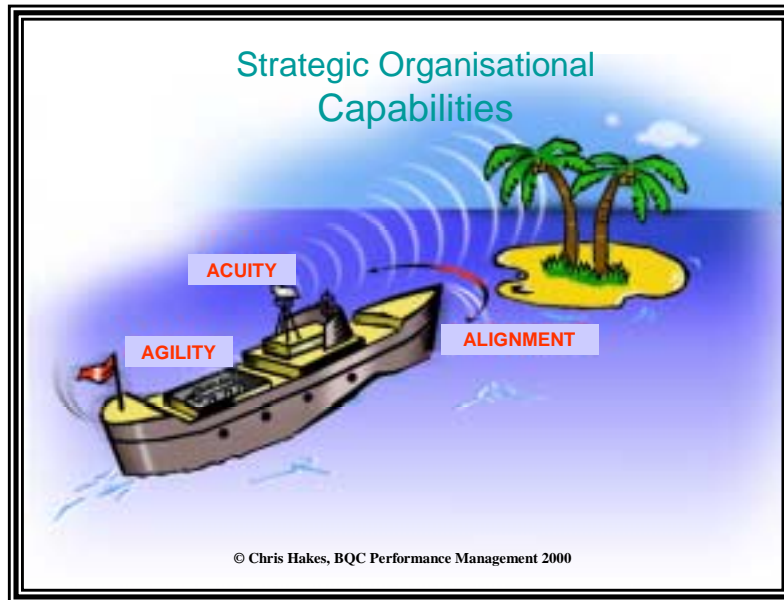 Strategic Organisational
Capabilities
ACUITY
AGILITY
ALIGNMENT
© Chris Hakes, BQC Performance Management 2000